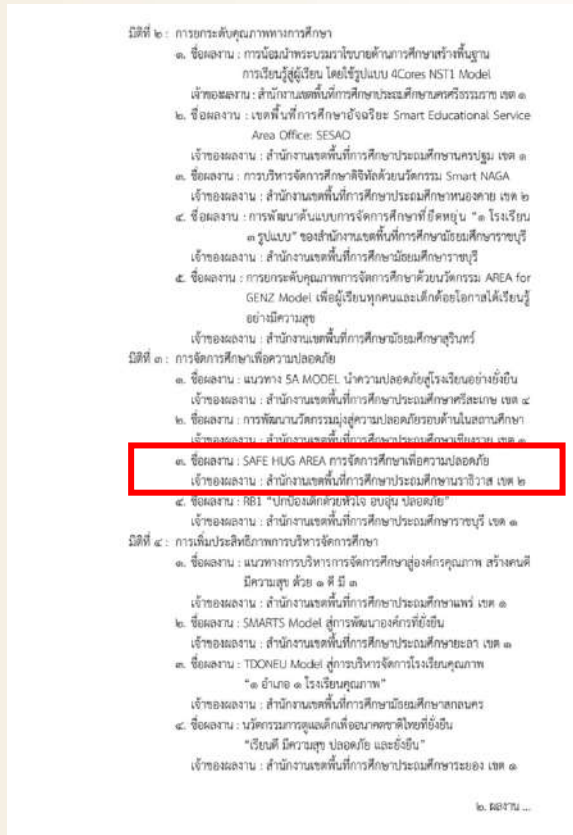 มิติที่ ๒ : การยกระดับคุณภาพทางการศึกษา
๑. ชื่อผลงาน : การน้อมนำพระบรมราโชบายด้านการศึกษาสร้างพื้นฐาน
การเรียนรู้สู่ผู้เรียน โดยใช้รูปแบบ 4Cores NST1 Model
เจ้าของผลงาน : สำนักงานเขตพื้นที่การศึกษาประถมศึกษานครศรีธรรมราช เขต ๑
๒. ชื่อผลงาน : เขตพื้นที่การศึกษาอัจฉริยะ Smart Educational Service
Area Office: SESAO
เจ้าของผลงาน : สำนักงานเขตพื้นที่การศึกษาประถมศึกษานครปฐม เขต ๑
๓. ชื่อผลงาน : การบริหารจัดการศึกษาดิจิทัลด้วยนวัตกรรม Smart NAGA
เจ้าของผลงาน : สำนักงานเขตพื้นที่การศึกษาประถมศึกษาหนองคาย เขต ๒
๔. ชื่อผลงาน : การพัฒนาต้นแบบการจัดการศึกษาที่ยืดหยุ่น "๑ โรงเรียน
๓ รูปแบบ" ของสำนักงานเขตพื้นที่การศึกษามัธยมศึกษาราชบุรี
เจ้าของผลงาน : สำนักงานเขตพื้นที่การศึกษามัธยมศึกษาราชบุรี
๕. ชื่อผลงาน : การยกระดับคุณภาพการจัดการศึกษาด้วยนวัตกรรม AREA for
GENZ Model เพื่อผู้เรียนทุกคนและเด็กด้อยโอกาสได้เรียนรู้
อย่างมีความสุข
เจ้าของผลงาน : สำนักงานเขตพื้นที่การศึกษามัธยมศึกษาสุรินทร์
มิติที่ ๓ : การจัดการศึกษาเพื่อความปลอดภัย
๑. ชื่อผลงาน : แนวทาง 5A MODEL นำความปลอดภัยสู่โรงเรียนอย่างยั่งยืน
เจ้าของผลงาน : สำนักงานเขตพื้นที่การศึกษาประถมศึกษาศรีสะเกษ เขต ๔
๒. ชื่อผลงาน : การพัฒนานวัตกรรมมุ่งสู่ความปลอดภัยรอบด้านในสถานศึกษา
เจ้าของผลงาน : สำนักงานเขตพื้นที่การศึกษาประถมศึกษาเชียงราย เขต ๑
๓. ชื่อผลงาน : SAFE HUG AREA การจัดการศึกษาเพื่อความปลอดภัย
เจ้าของผลงาน : สำนักงานเขตพื้นที่การศึกษาประถมศึกษานราธิวาส เขต ๒
๔. ชื่อผลงาน : RB1 "ปกป้องเด็กด้วยหัวใจ อบอุ่น ปลอดภัย"
เจ้าของผลงาน : สำนักงานเขตพื้นที่การศึกษาประถมศึกษาราชบุรี เขต ๑
มิติที่ ๔ : การเพิ่มประสิทธิภาพการบริหารจัดการศึกษา
๑. ชื่อผลงาน : แนวทางการบริหารการจัดการศึกษาสู่องค์กรคุณภาพ สร้างคนดี
มีความสุข ด้วย ๑ ดี มี ๓
เจ้าของผลงาน : สำนักงานเขตพื้นที่การศึกษาประถมศึกษาแพร่ เขต ๑
๒. ชื่อผลงาน : SMARTS Model สู่การพัฒนาองค์กรที่ยั่งยืน
เจ้าของผลงาน : สำนักงานเขตพื้นที่การศึกษาประถมศึกษายะลา เขต ๑
๓. ชื่อผลงาน : TDONEU Model สู่การบริหารจัดการโรงเรียนคุณภาพ
"๑ อำเภอ ๑ โรงเรียนคุณภาพ"
เจ้าของผลงาน : สำนักงานเขตพื้นที่การศึกษามัธยมศึกษาสกลนคร
๔. ชื่อผลงาน : นวัตกรรมการดูแลเด็กเพื่ออนาคตชาติไทยที่ยั่งยืน
"เรียนดี มีความสุข ปลอดภัย และยั่งยืน"
เจ้าของผลงาน : สำนักงานเขตพื้นที่การศึกษาประถมศึกษาระยอง เขต ๑
๒. ผลงาน ...